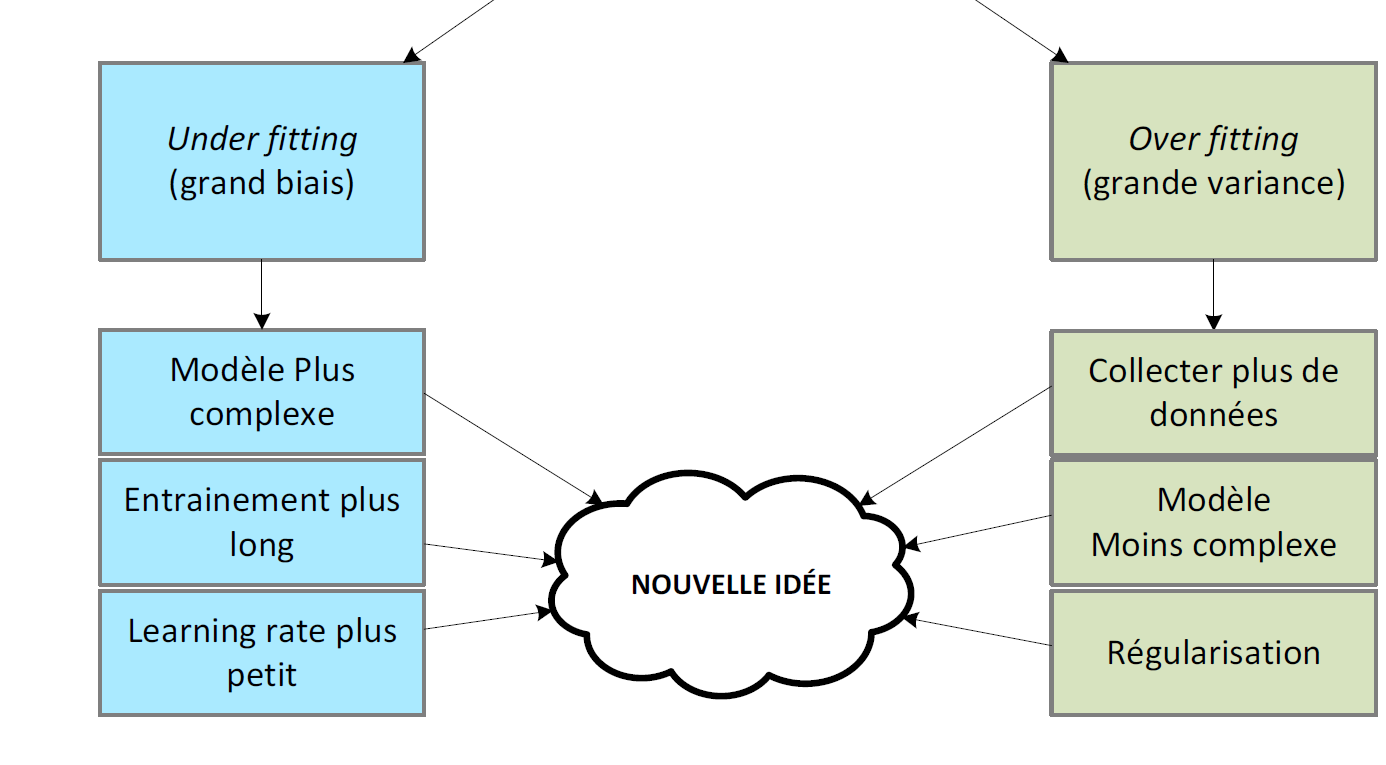 Under fitting
(grand biais)
Over fitting
(grande variance)
Modèle Plus
complexe
Entrainement plus
long
Learning rate plus
petit
NOUVELLE IDÉE
Collecter plus de
données
Modèle
Moins complexe
Régularisation